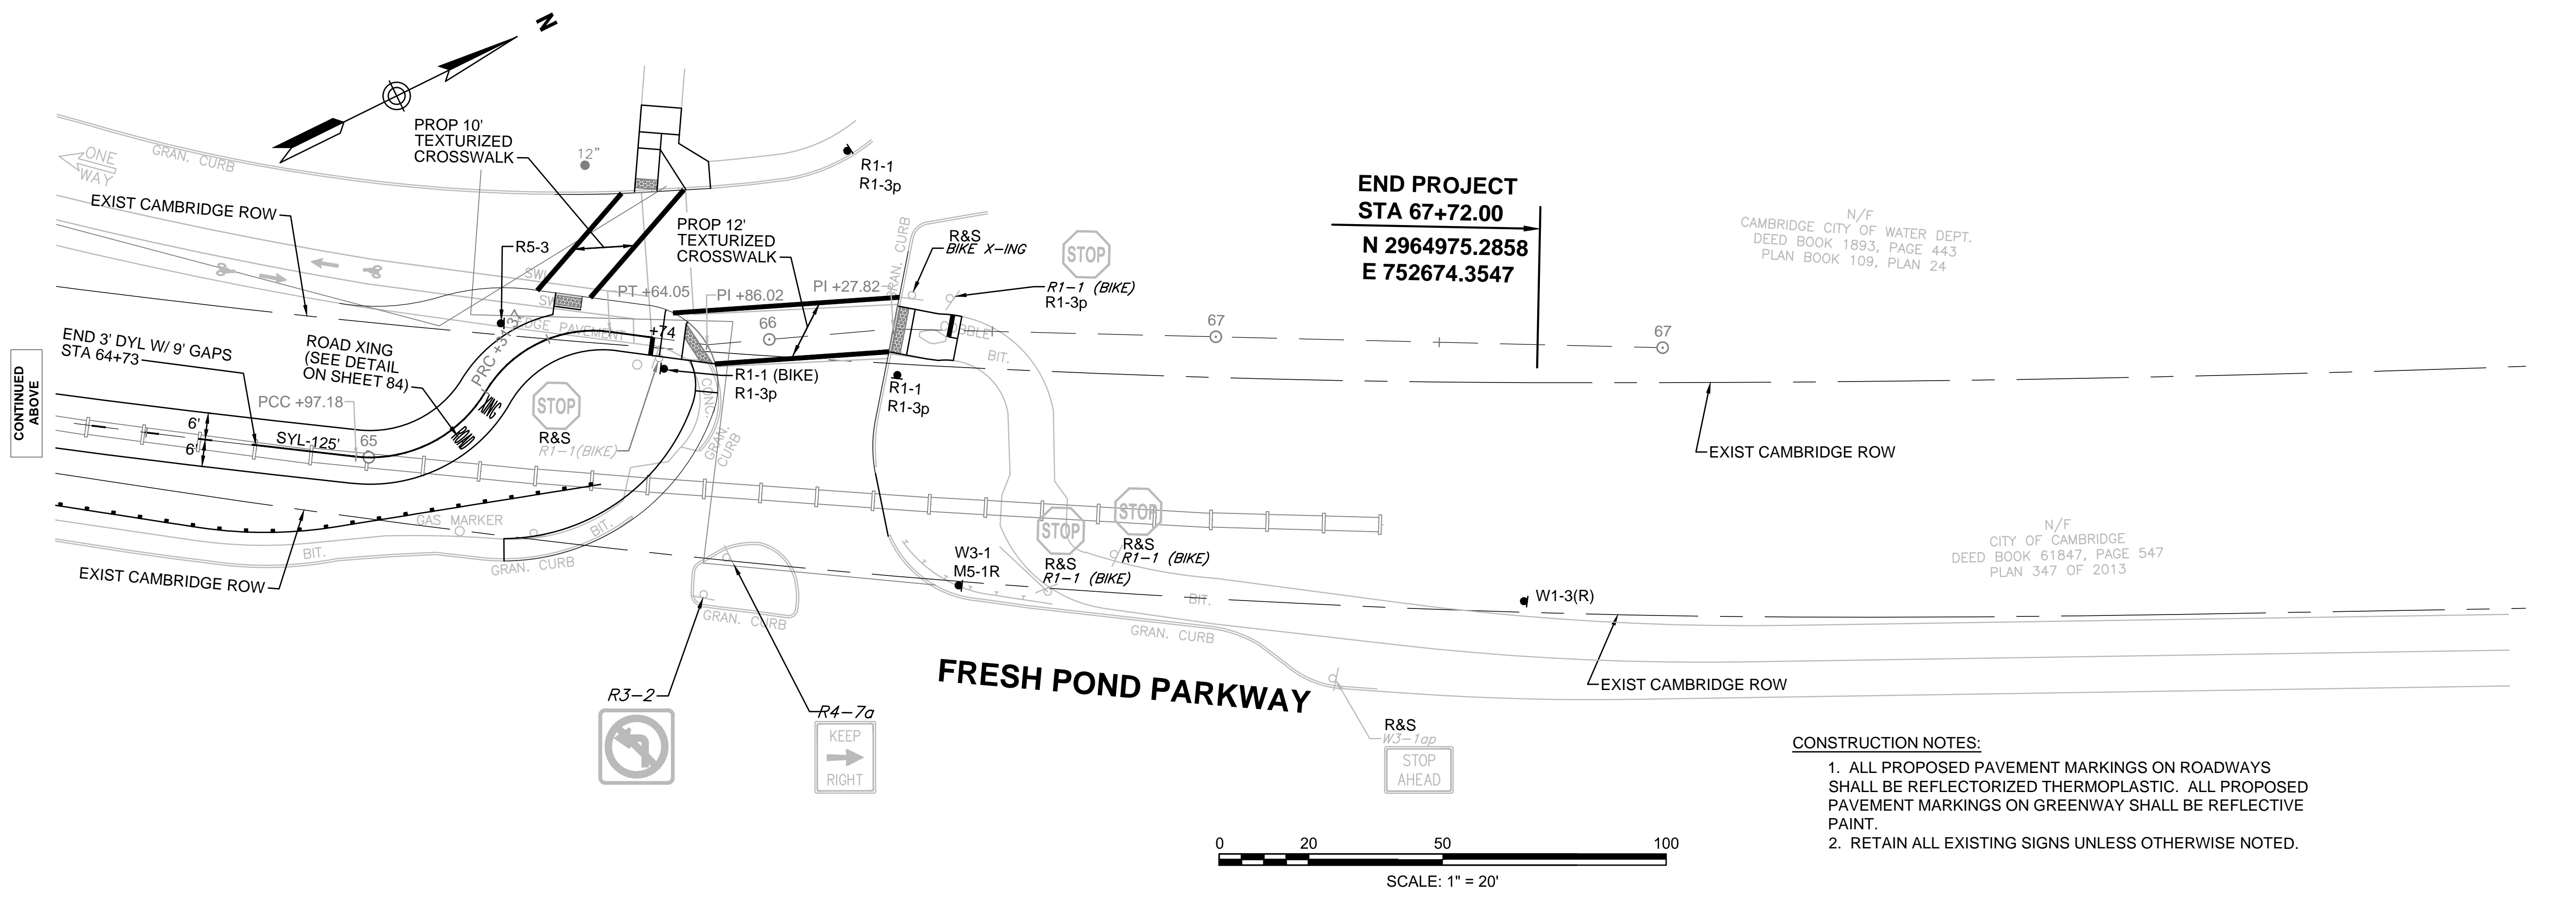 N
PROP 10'
TEXTURIZED
CROSSWALK
ONE
WAY
GRAN. CURB
12"
R1-1
R1-3p
EXIST CAMBRIDGE ROW
PROP 12'
TEXTURIZED
CROSSWALK
R5-3
GRAN. CURB
R&S
BIKE X-ING
STOP
R1-1 (BIKE)
R1-3p
END PROJECT
STA 67+72.00
N 2964975.2858
E 752674.3547
N/F
CAMBRIDGE CITY OF WATER DEPT.
DEED BOOK 1893, PAGE 443
PLAN BOOK 109, PLAN 24
PT +64.05
PI +86.02
PI +27.82
EDGE PAVEMENT
+74
66
67
67
BIT.
END 3' DYL W/ 9' GAPS
STA 64+73
ROAD XING
(SEE DETAIL
ON SHEET 84)
XING
ROAD
CONTINUED
ABOVE
PCC +97.18
6'
6'
SYL-125'
65
STOP
R&S
R1-1(BIKE)
R1-1 (BIKE)
R1-3p
CONC.
GRAN.
CURB
R1-1
R1-3p
EXIST CAMBRIDGE ROW
GAS MARKER
BIT.
BIT.
GRAN. CURB
EXIST CAMBRIDGE ROW
STOP
STOP
R&S
R1-1 (BIKE)
R&S
R1-1 (BIKE)
W3-1
M5-1R
BIT.
W1-3(R)
N/F
CITY OF CAMBRIDGE
DEED BOOK 61847, PAGE 547
PLAN 347 OF 2013
GRAN. CURB
GRAN. CURB
FRESH POND PARKWAY
EXIST CAMBRIDGE ROW
R3-2
R4-7a
KEEP
RIGHT
R&S
W3-1ap
STOP
AHEAD
CONSTRUCTION NOTES:
1. ALL PROPOSED PAVEMENT MARKINGS ON ROADWAYS
SHALL BE REFLECTORIZED THERMOPLASTIC. ALL PROPOSED
PAVEMENT MARKINGS ON GREENWAY SHALL BE REFLECTIVE
PAINT.
2. RETAIN ALL EXISTING SIGNS UNLESS OTHERWISE NOTED.
0 20 50 100
SCALE: 1" = 20'